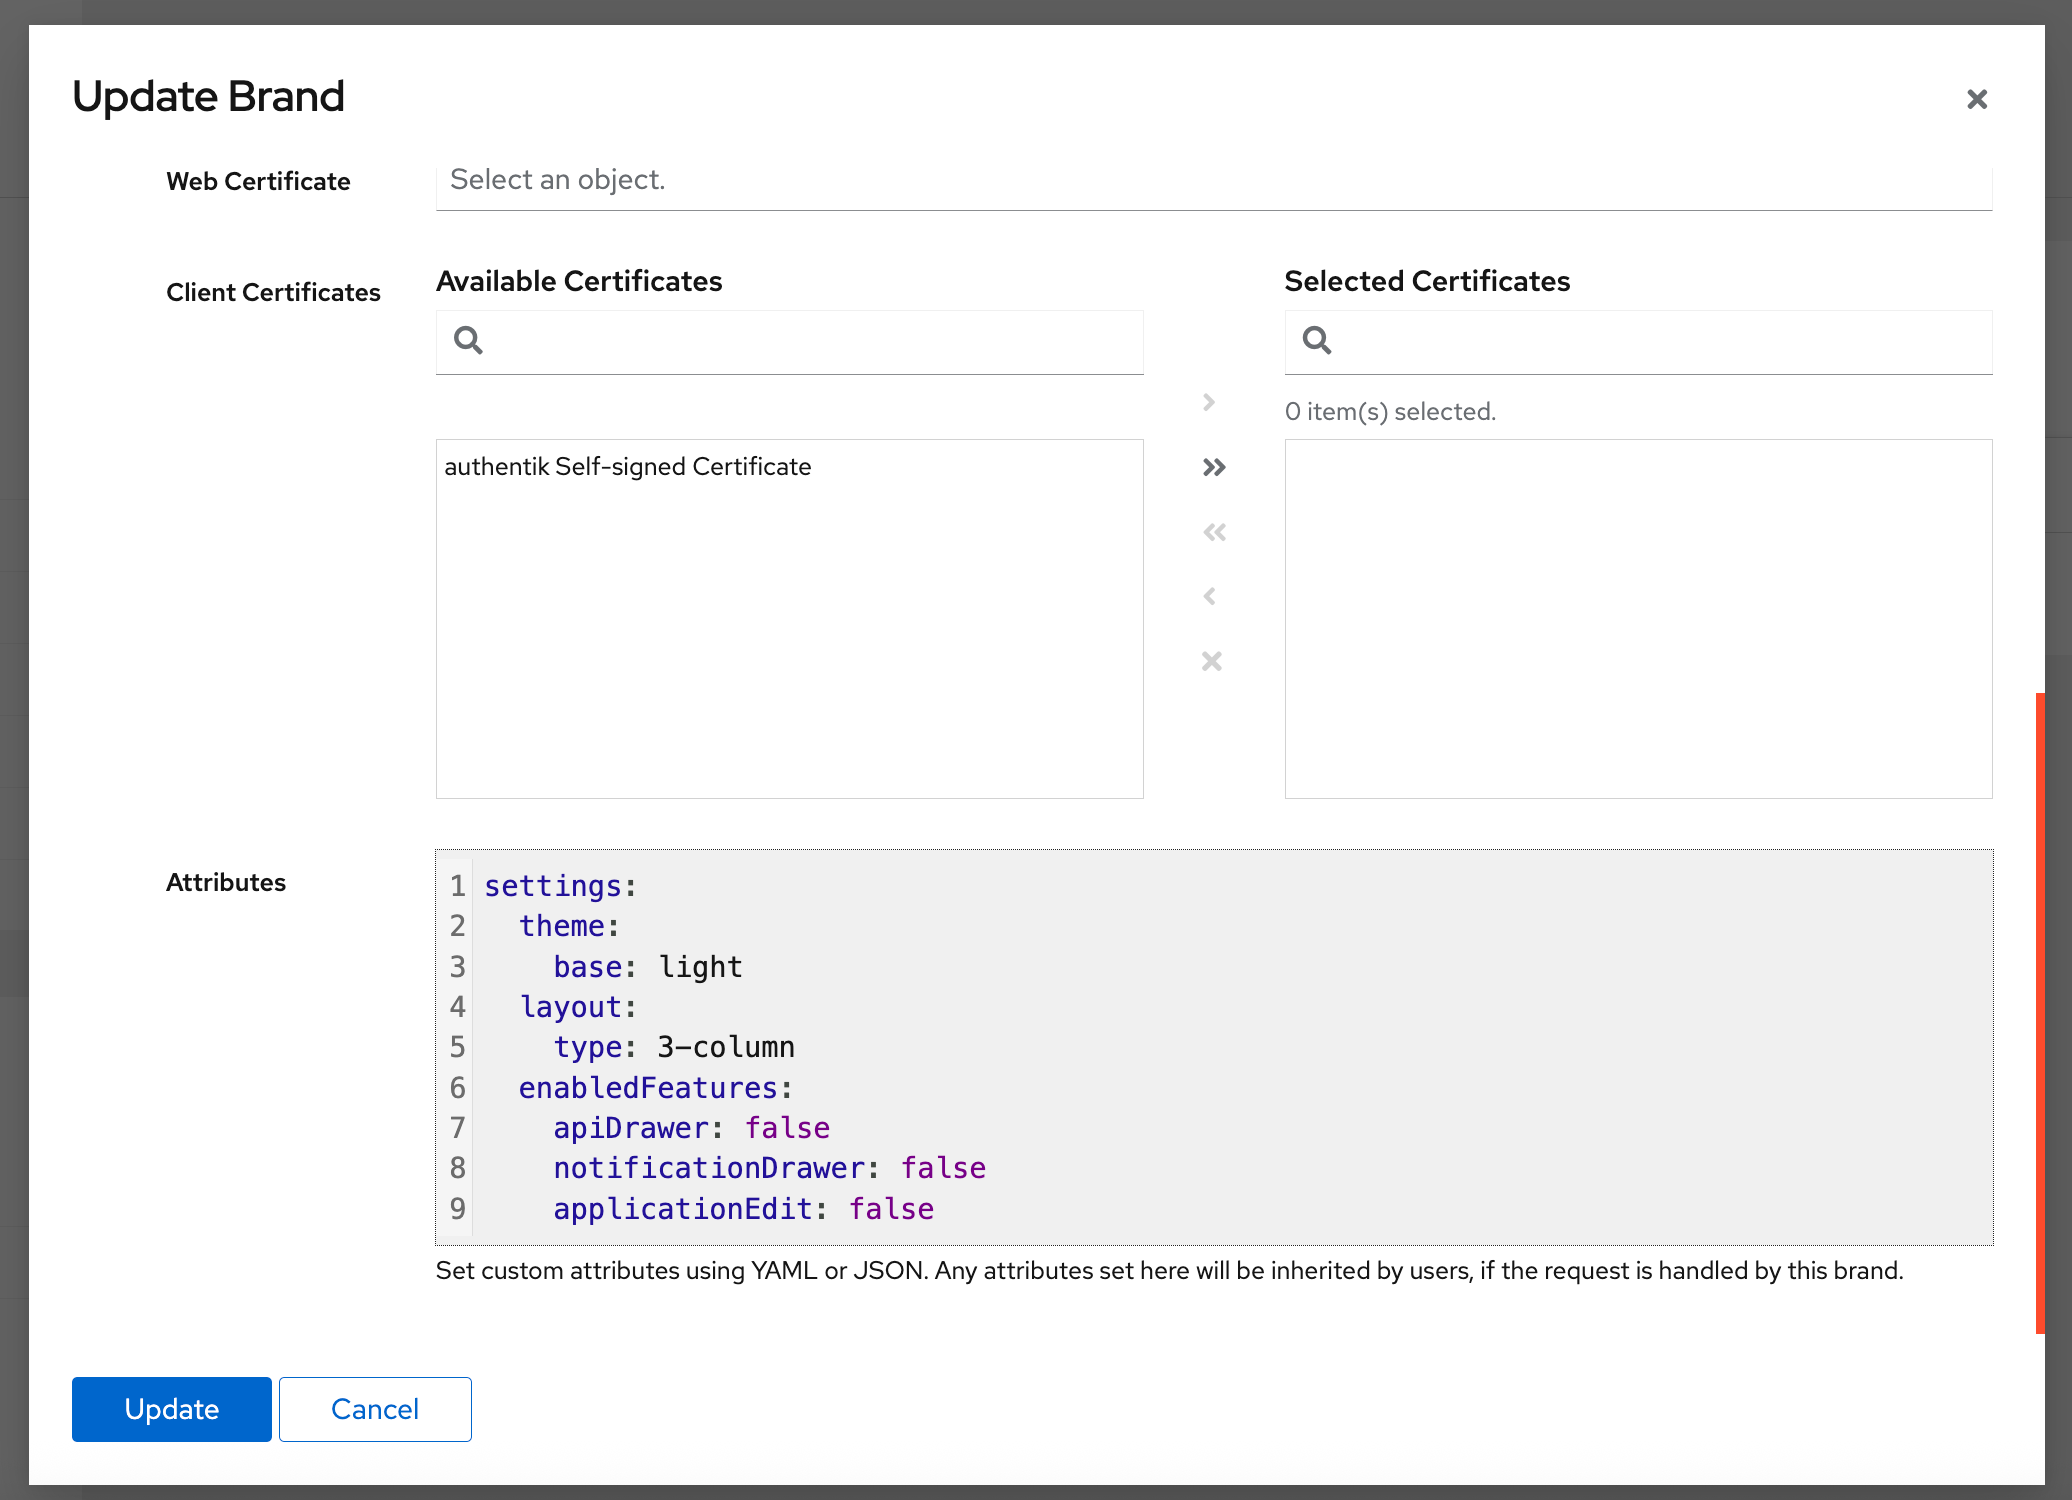 Update Brand
Web Certificate
Select an object.
Client Certificates
Available Certificates
Selected Certificates
0 item(s) selected.
authentik Self-signed Certificate
Attributes
1 settings:
2   theme:
3     base: light
4   layout:
5     type: 3-column
6   enabledFeatures:
7     apiDrawer: false
8     notificationDrawer: false
9     applicationEdit: false
Set custom attributes using YAML or JSON. Any attributes set here will be inherited by users, if the request is handled by this brand.
Update
Cancel